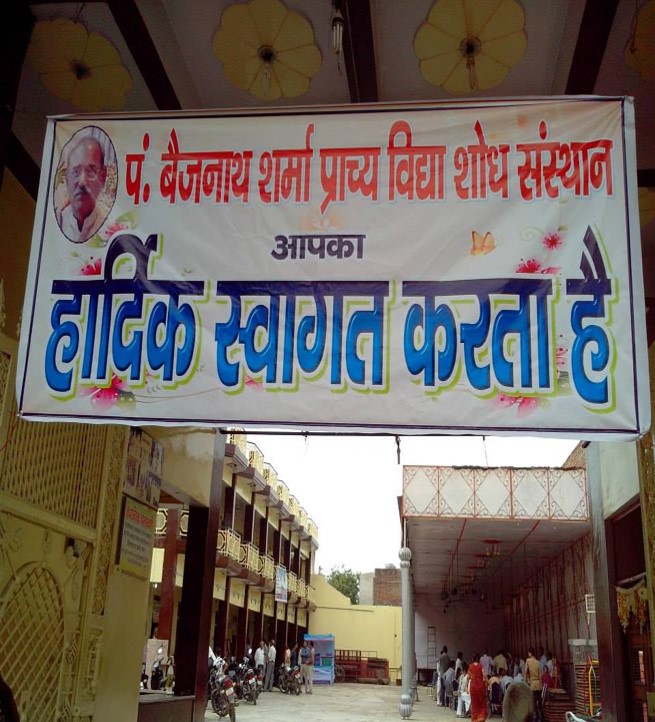 पं. बैजनाथ शर्मा प्राच्य विद्या शोध संस्थान
आपका
हार्दिक स्वागत करता है